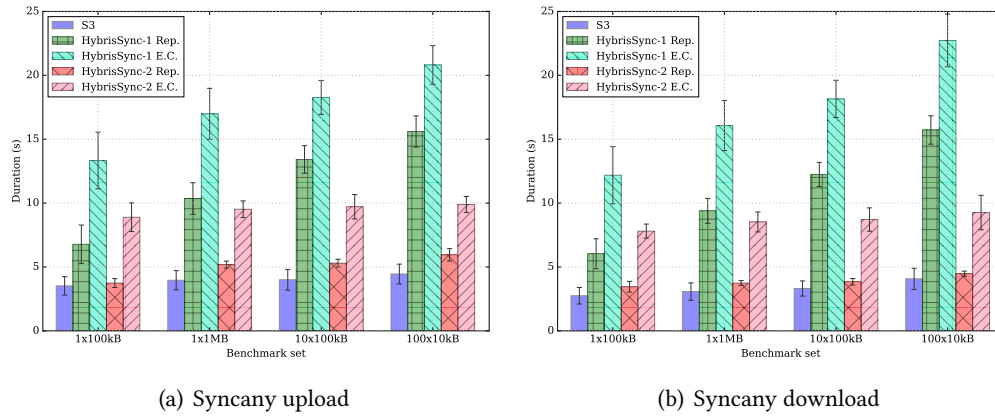 25
20
15
10
5
0
Duration (s)
S3
HybrisSync-1 Rep.
HybrisSync-1 E.C.
HybrisSync-2 Rep.
HybrisSync-2 E.C.
1x100kB 1x1MB 10x100kB 100x10kB
Benchmark set
(a) Syncany upload
25
20
15
10
5
0
Duration (s)
S3
HybrisSync-1 Rep.
HybrisSync-1 E.C.
HybrisSync-2 Rep.
HybrisSync-2 E.C.
1x100kB 1x1MB 10x100kB 100x10kB
Benchmark set
(b) Syncany download